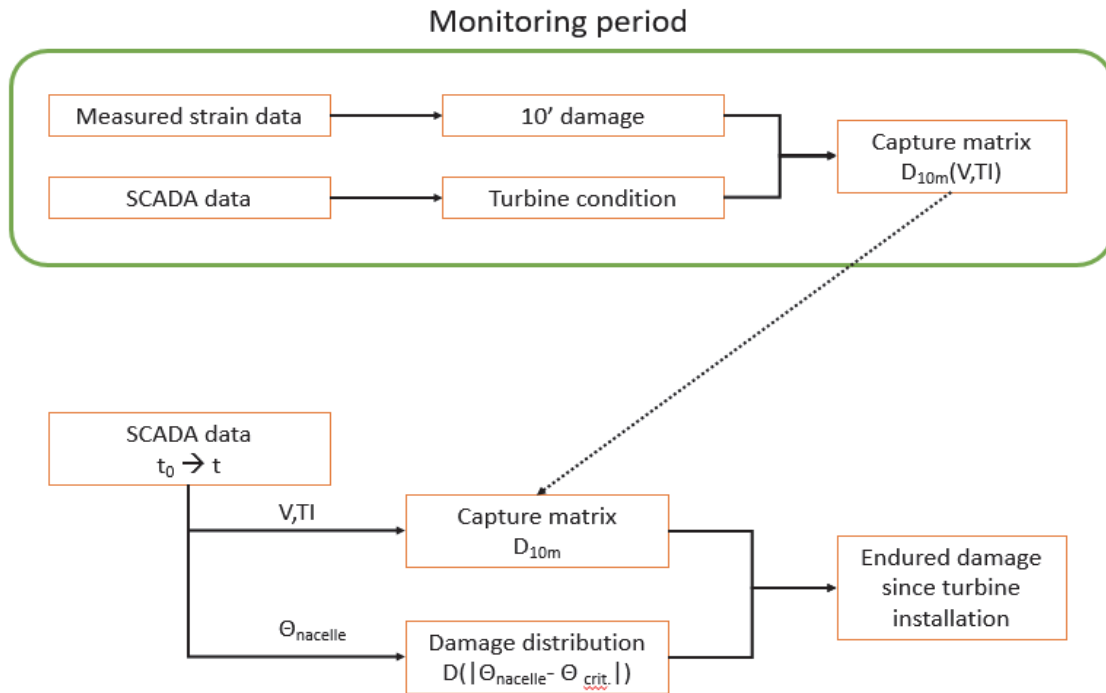 Monitoring period
Measured strain data
10’ damage
SCADA data
Turbine condition
Capture matrix
D10m(V,TI)
SCADA data
t0 → t
V,TI
Capture matrix
D10m
Θnacelle
Damage distribution
D(|Θnacelle- Θ crit.|)
Endured damage
since turbine
installation